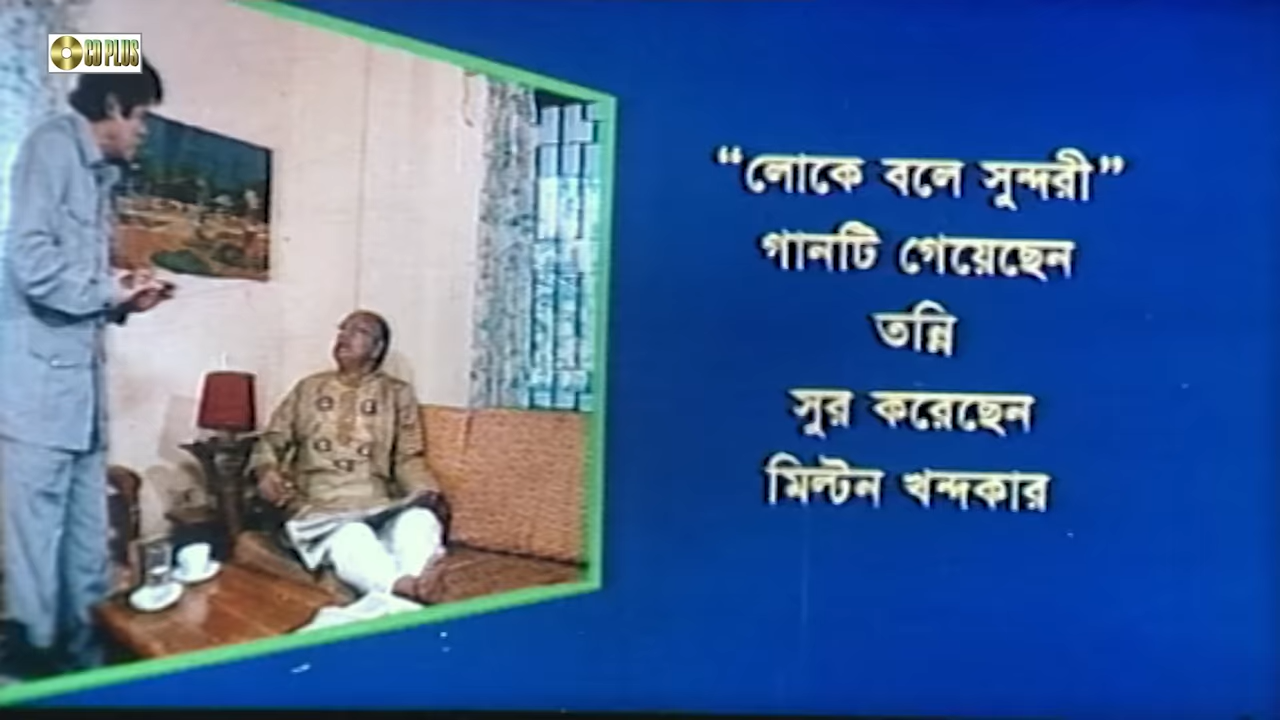 CD PLUS
“লোকে বলে সুন্দরী”
গানটি গেয়েছেন
তন্নি
সুর করেছেন
মিল্টন খন্দকার